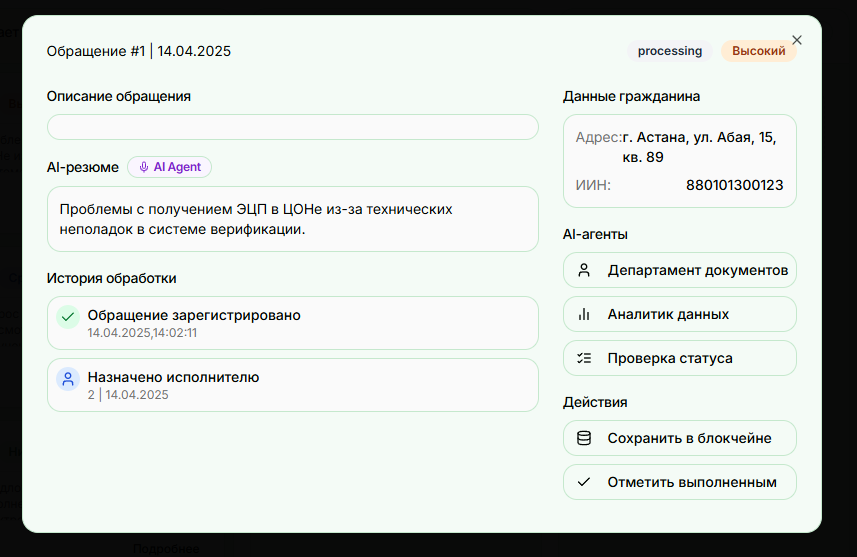 Обращение #1 | 14.04.2025
processing
Высокий
Описание обращения
AI-резюме
AI Agent
Проблемы с получением ЭЦП в ЦОНе из-за технических
неполадок в системе верификации.
История обработки
Обращение зарегистрировано
14.04.2025,14:02:11
Назначено исполнителю
2 | 14.04.2025
Данные гражданина
Адрес:г. Астана, ул. Абая, 15,
кв. 89
ИИН: 880101300123
AI-агенты
Департамент документов
Аналитик данных
Проверка статуса
Действия
Сохранить в блокчейне
Отметить выполненным